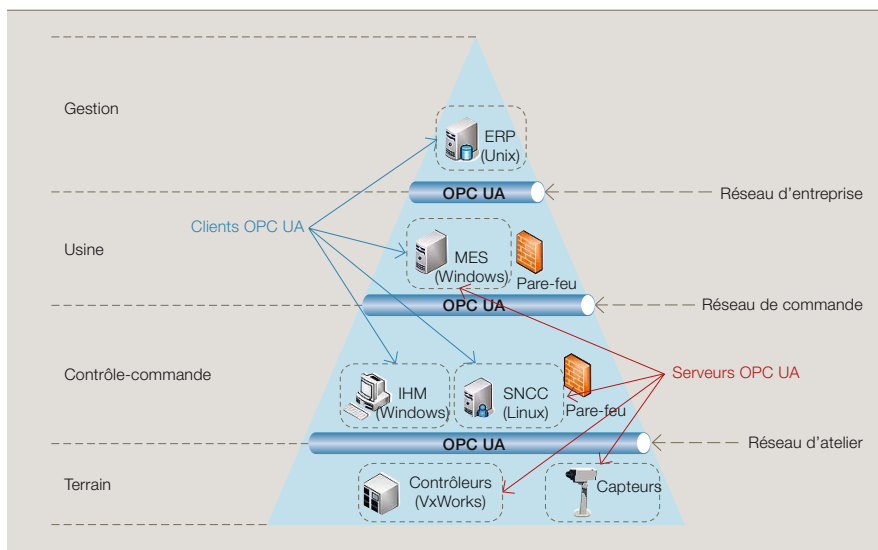 Gestion
ERP
(Unix)
OPC UA
Réseau d'entreprise
Clients OPC UA
Usine
MES
(Windows)
Pare-feu
OPC UA
Réseau de commande
Contrôle-commande
IHM
(Windows)
SNCC
(Linux)
Pare-feu
Serveurs OPC UA
OPC UA
Réseau d'atelier
Terrain
Contrôleurs
(VxWorks)
Capteurs